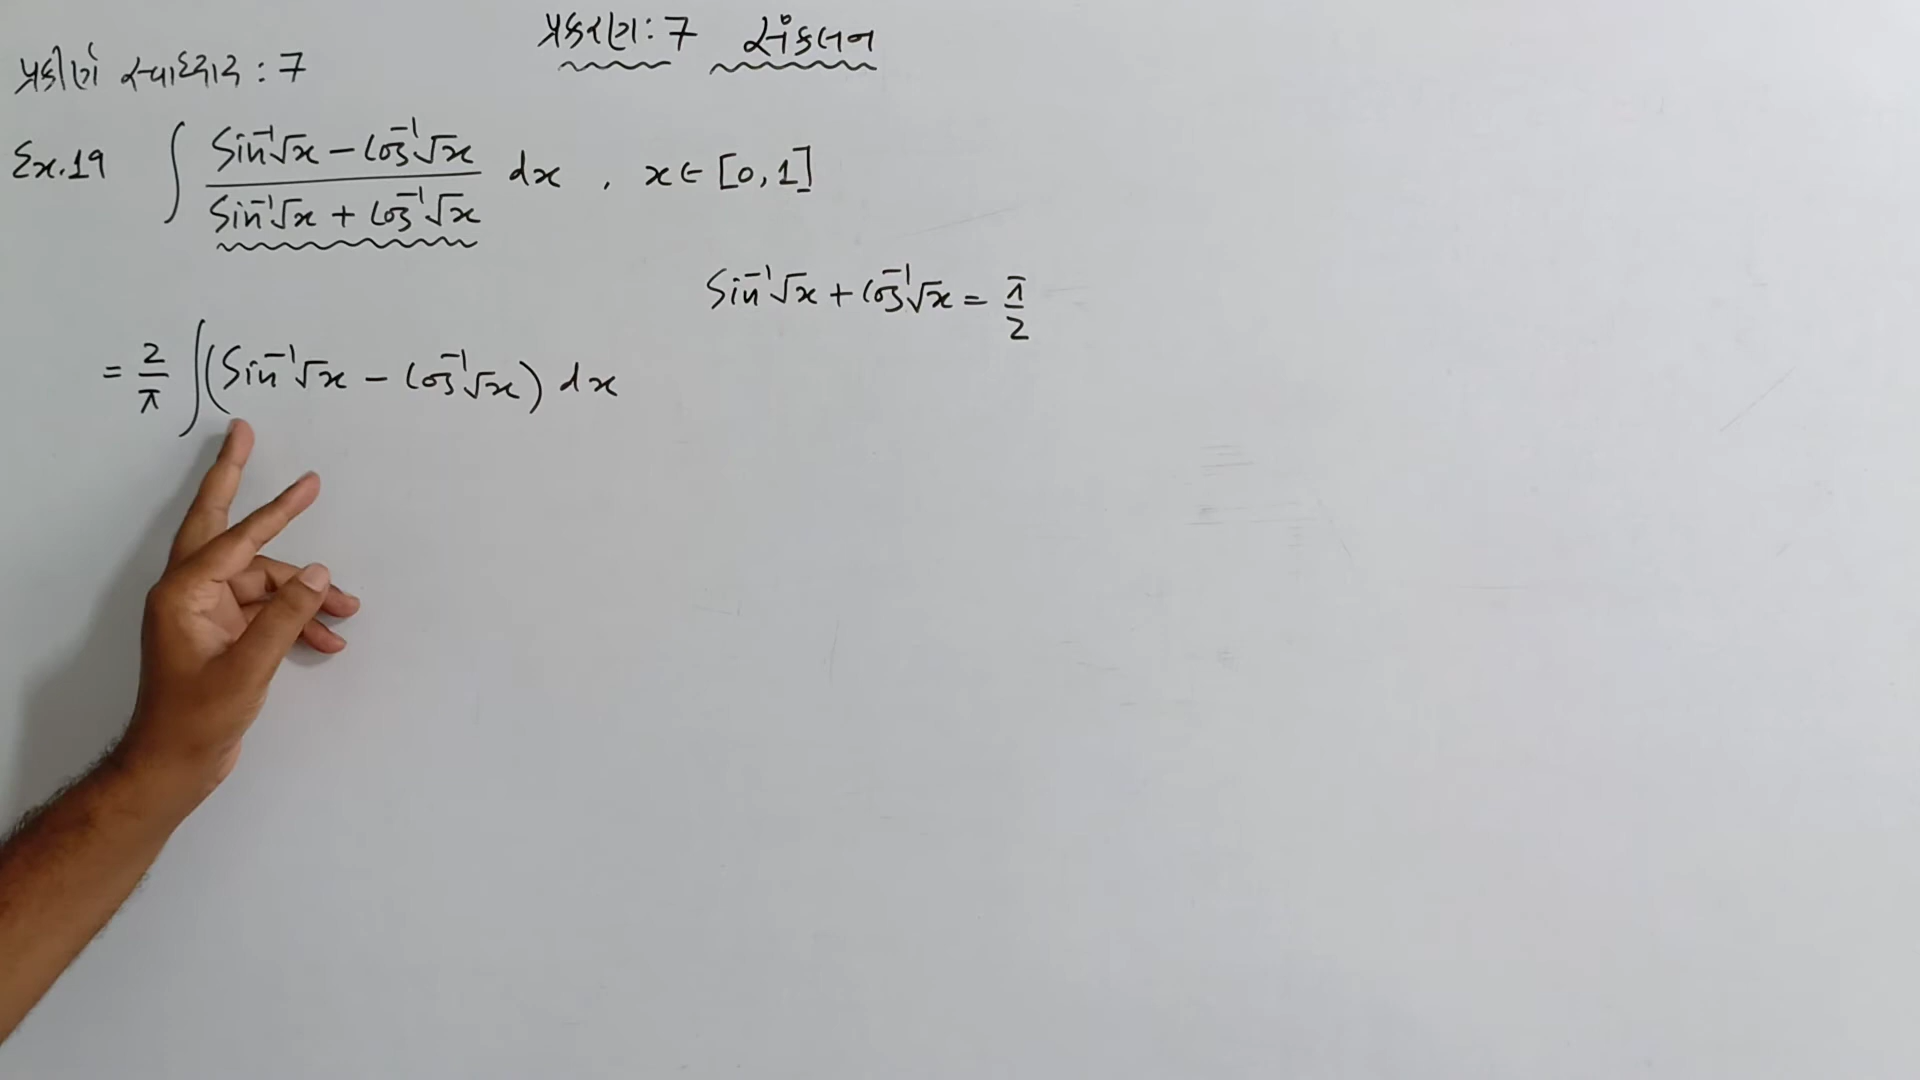 પ્રકરણ : 7 સંકલન
પ્રકીર્ણ સ્વાધ્યાય : 7
Ex.19 ∫ (Sin⁻¹√x − Cos⁻¹√x) / (Sin⁻¹√x + Cos⁻¹√x) dx , x ∈ [0,1]
Sin⁻¹√x + Cos⁻¹√x = π/2
= 2/π ∫ (Sin⁻¹√x − Cos⁻¹√x) dx